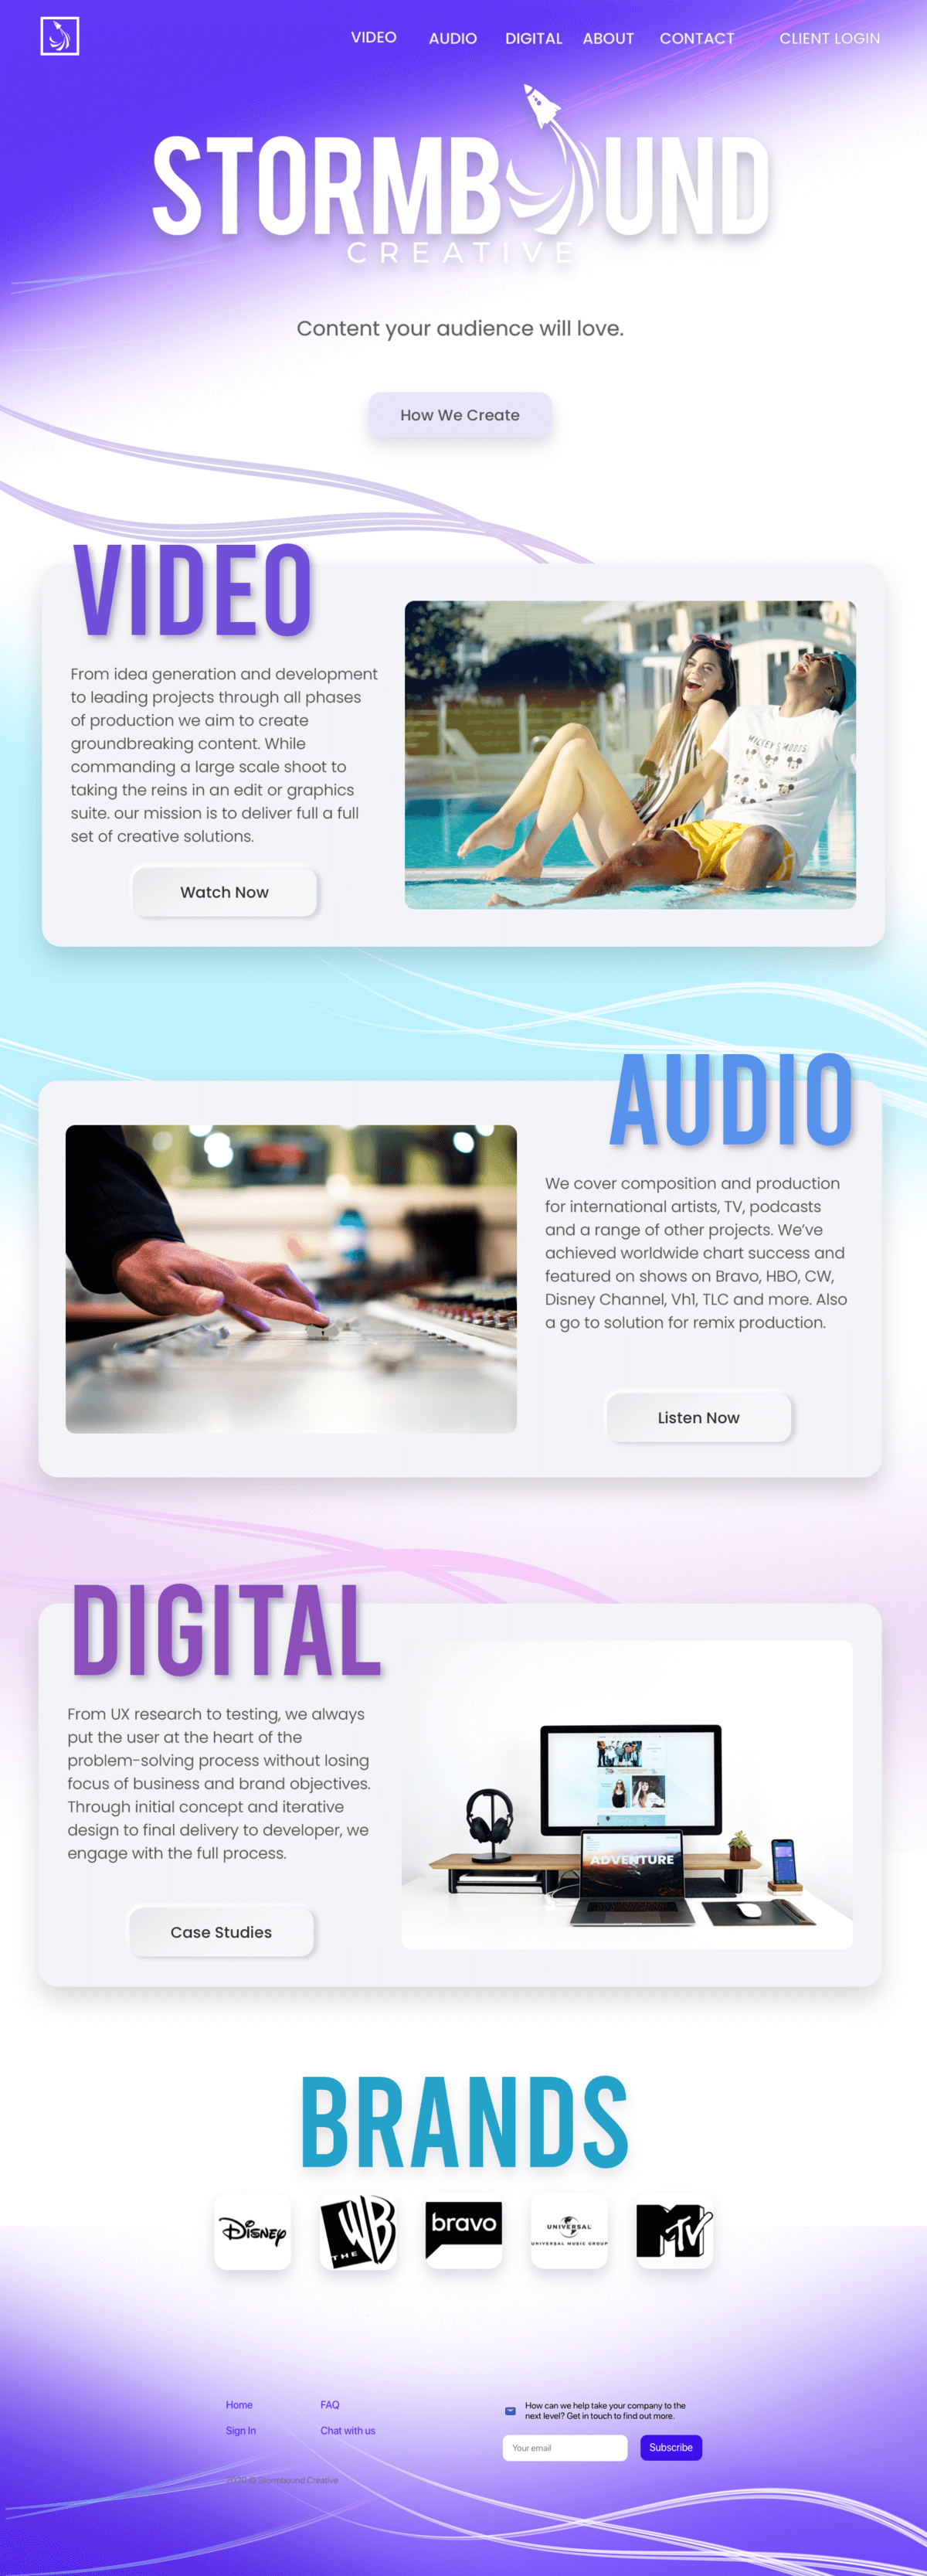 VIDEO AUDIO DIGITAL ABOUT CONTACT CLIENT LOGIN
STORMBOUND
CREATIVE
Content your audience will love.
How We Create
VIDEO
From idea generation and development
to leading projects through all phases
of production we aim to create
groundbreaking content. While
commanding a large scale shoot to
taking the reins in an edit or graphics
suite. our mission is to deliver full a full
set of creative solutions.
Watch Now
MICKEY'S MOODS
AUDIO
We cover composition and production
for international artists, TV, podcasts
and a range of other projects. We've
achieved worldwide chart success and
featured on shows on Bravo, HBO, CW,
Disney Channel, Vh1, TLC and more. Also
a go to solution for remix production.
Listen Now
DIGITAL
From UX research to testing, we always
put the user at the heart of the
problem-solving process without losing
focus of business and brand objectives.
Through initial concept and iterative
design to final delivery to developer, we
engage with the full process.
Case Studies
ADVENTURE
BRANDS
Disney
THE WB
bravo
UNIVERSAL
UNIVERSAL MUSIC GROUP
MTV
Home
FAQ
Sign In
Chat with us
2020 © Stormbound Creative
How can we help take your company to the
next level? Get in touch to find out more.
Your email
Subscribe